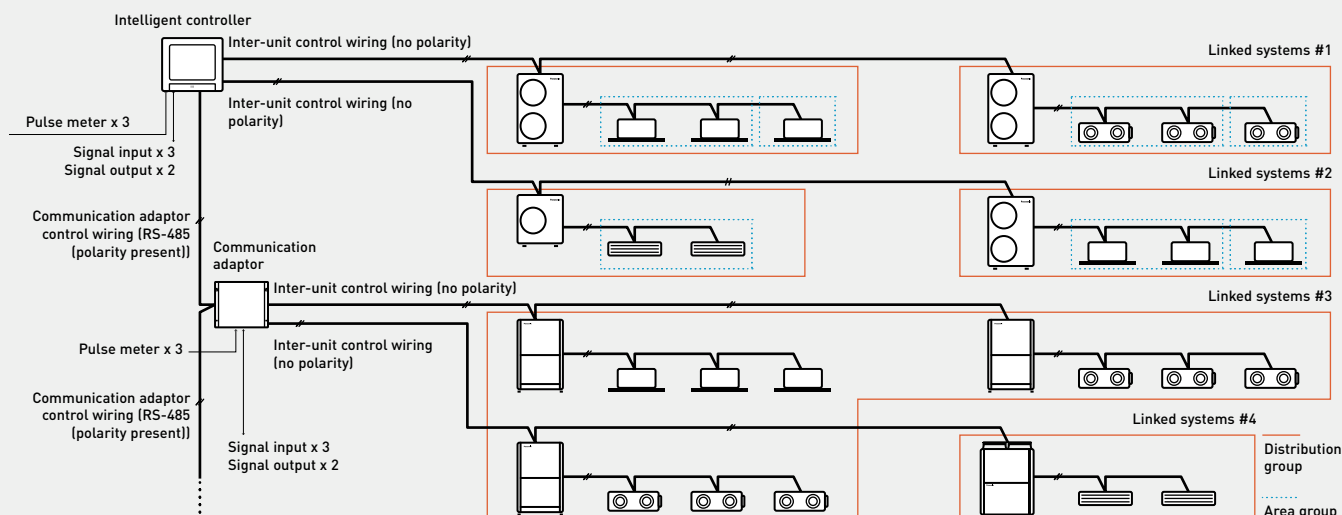 Intelligent controller
Inter-unit control wiring (no polarity)
Linked systems #1
Inter-unit control wiring (no
polarity)
Pulse meter x 3
Signal input x 3
Signal output x 2
Linked systems #2
Communication adaptor
control wiring (RS-485
(polarity present))
Communication
adaptor
Inter-unit control wiring (no polarity)
Linked systems #3
Pulse meter x 3
Inter-unit control wiring
(no polarity)
Communication adaptor
control wiring (RS-485
(polarity present))
Linked systems #4
Signal input x 3
Signal output x 2
Distribution
group
Area group